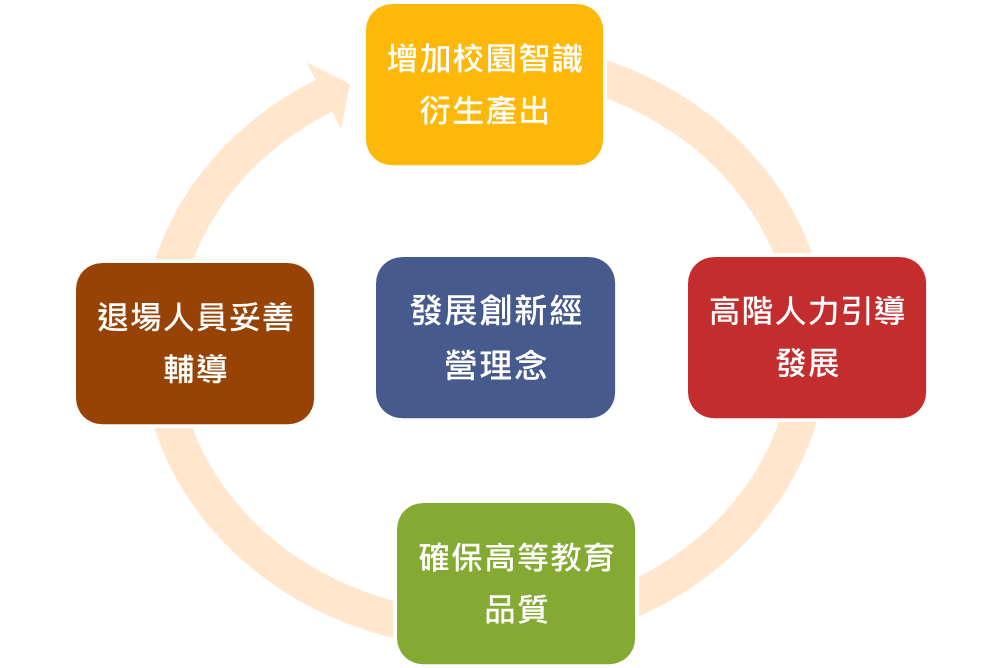 增加校園智識
衍生產出
退場人員妥善
輔導
發展創新經
營理念
高階人力引導
發展
確保高等教育
品質